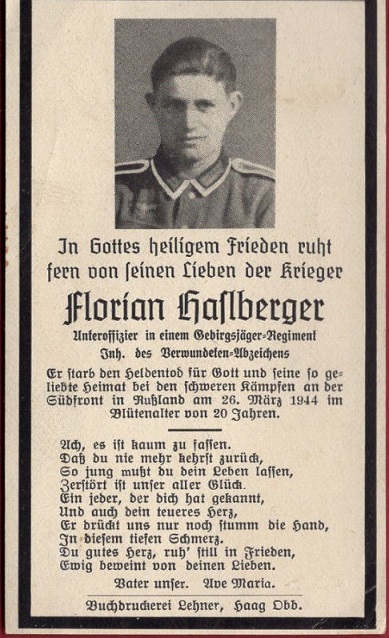 In Gottes heiligem Frieden ruht
fern von seinen Lieben der Krieger
Florian Haslberger
Unteroffizier in einem Gebirgsjäger-Regiment
Inh. des Verwundeten-Abzeichens
Er starb den Heldentod für Gott und seine so ge-
liebte Heimat bei den schweren Kämpfen an der
Südfront in Rußland am 26. März 1944 im
Blütenalter von 20 Jahren.
Ach, es ist kaum zu fassen.
Daß du nie mehr kehrst zurück,
So jung mußt du dein Leben lassen,
Zerstört ist unser aller Glück.
Ein jeder, der dich hat gekannt,
Und auch dein teueres Herz,
Er drückt uns nur noch stumm die Hand,
In diesem tiefen Schmerz.
Du gutes Herz, ruh' still in Frieden,
Ewig beweint von deinen Lieben.
Vater unser. Ave Maria.
Buchdruckerei Lehner, Haag Obb.